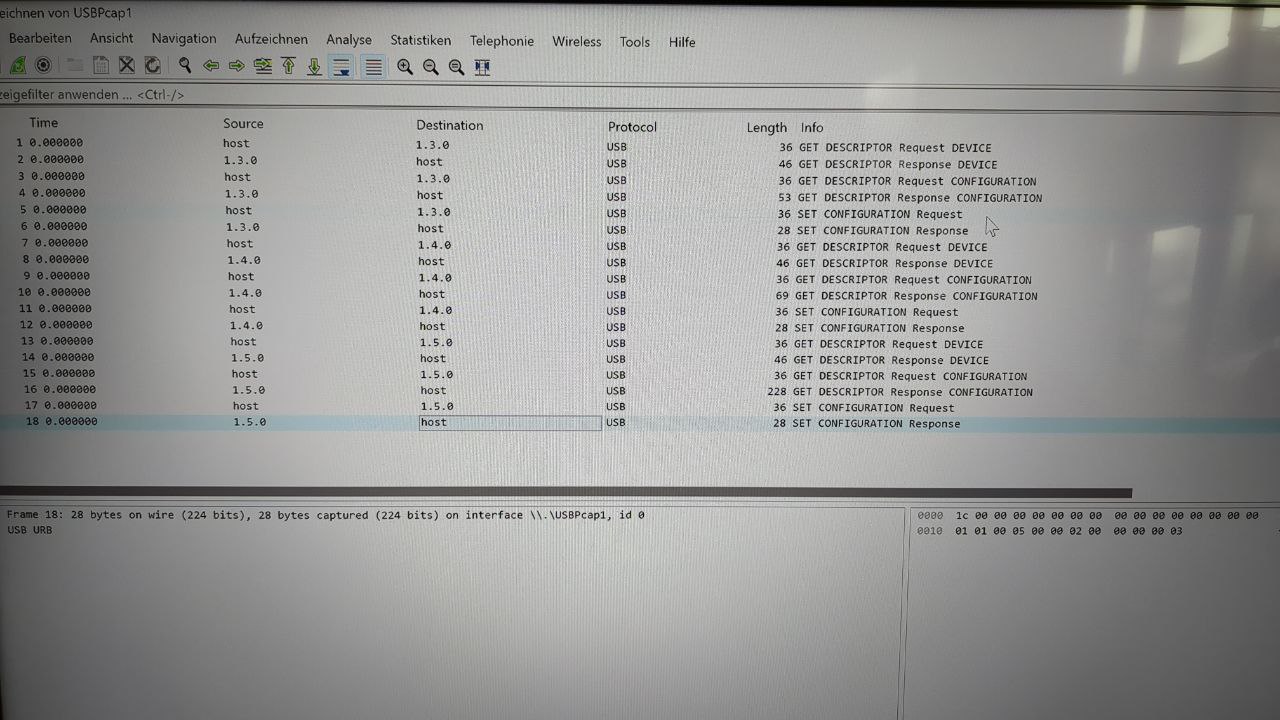 eichnen von USBPcap1
Bearbeiten Ansicht Navigation Aufzeichnen Analyse Statistiken Telephonie Wireless Tools Hilfe
zeigefilter anwenden ... <Ctrl-/>
Time Source Destination Protocol Length Info
1 0.000000 host 1.3.0 USB 36 GET DESCRIPTOR Request DEVICE
2 0.000000 1.3.0 host USB 46 GET DESCRIPTOR Response DEVICE
3 0.000000 host 1.3.0 USB 36 GET DESCRIPTOR Request CONFIGURATION
4 0.000000 1.3.0 host USB 53 GET DESCRIPTOR Response CONFIGURATION
5 0.000000 host 1.3.0 USB 36 SET CONFIGURATION Request
6 0.000000 1.3.0 host USB 28 SET CONFIGURATION Response
7 0.000000 host 1.4.0 USB 36 GET DESCRIPTOR Request DEVICE
8 0.000000 1.4.0 host USB 46 GET DESCRIPTOR Response DEVICE
9 0.000000 host 1.4.0 USB 36 GET DESCRIPTOR Request CONFIGURATION
10 0.000000 1.4.0 host USB 69 GET DESCRIPTOR Response CONFIGURATION
11 0.000000 host 1.4.0 USB 36 SET CONFIGURATION Request
12 0.000000 1.4.0 host USB 28 SET CONFIGURATION Response
13 0.000000 host 1.5.0 USB 36 GET DESCRIPTOR Request DEVICE
14 0.000000 1.5.0 host USB 46 GET DESCRIPTOR Response DEVICE
15 0.000000 host 1.5.0 USB 36 GET DESCRIPTOR Request CONFIGURATION
16 0.000000 1.5.0 host USB 228 GET DESCRIPTOR Response CONFIGURATION
17 0.000000 host 1.5.0 USB 36 SET CONFIGURATION Request
18 0.000000 1.5.0 host USB 28 SET CONFIGURATION Response
Frame 18: 28 bytes on wire (224 bits), 28 bytes captured (224 bits) on interface \\.\USBPcap1, id 0
USB URB
0000 1c 00 00 00 00 00 00 00 00 00 00 00 00 00 00 00
0010 01 01 00 05 00 00 02 00 00 00 00 03